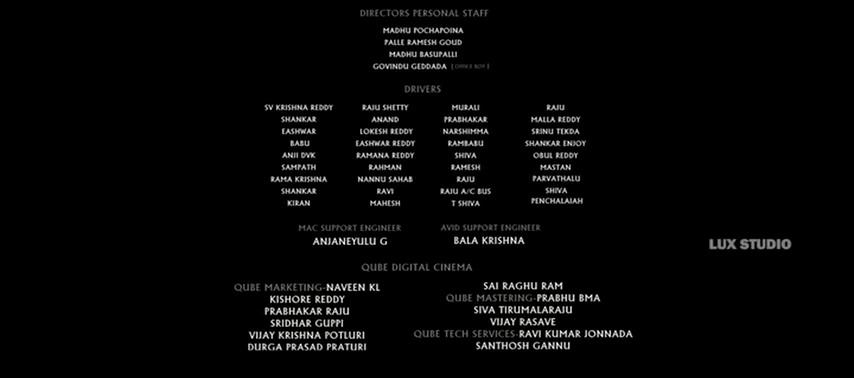 DIRECTORS PERSONAL STAFF
MADHU POCHAPOINA
PALLE RAMESH GOUD
MADHU BASUPALLI
GOVINDU GEDDADA
DRIVERS
SV KRISHNA REDDY RAJU SHETTY MURALI RAJU
SHANKAR ANAND PRABHAKAR MALLA REDDY
EASHWAR LOKESH REDDY NARSHIMMA SRINU TEKDA
BABU EASHWAR REDDY RAMBABU SHANKAR ENJOY
ANJI DVK RAMANA REDDY SHIVA OBUL REDDY
SAMPATH RAHMAN RAMESH MASTAN
RAMA KRISHNA NANNU SAHAB RAJU PARVATHALU
SHANKAR RAVI RAJU A/C BUS SHIVA
KIRAN MAHESH T SHIVA PENCHALAIAH
MAC SUPPORT ENGINEER AVID SUPPORT ENGINEER
ANJANEYULU G BALA KRISHNA
LUX STUDIO
QUBE DIGITAL CINEMA
QUBE MARKETING-NAVEEN KL SAI RAGHU RAM
KISHORE REDDY QUBE MASTERING-PRABHU BMA
PRABHAKAR RAJU SIVA TIRUMALARAJU
SRIDHAR GUPPI VIJAY RASAVE
VIJAY KRISHNA POTLURI QUBE TECH SERVICES-RAVI KUMAR JONNADA
DURGA PRASAD PRATURI SANTHOSH GANNU